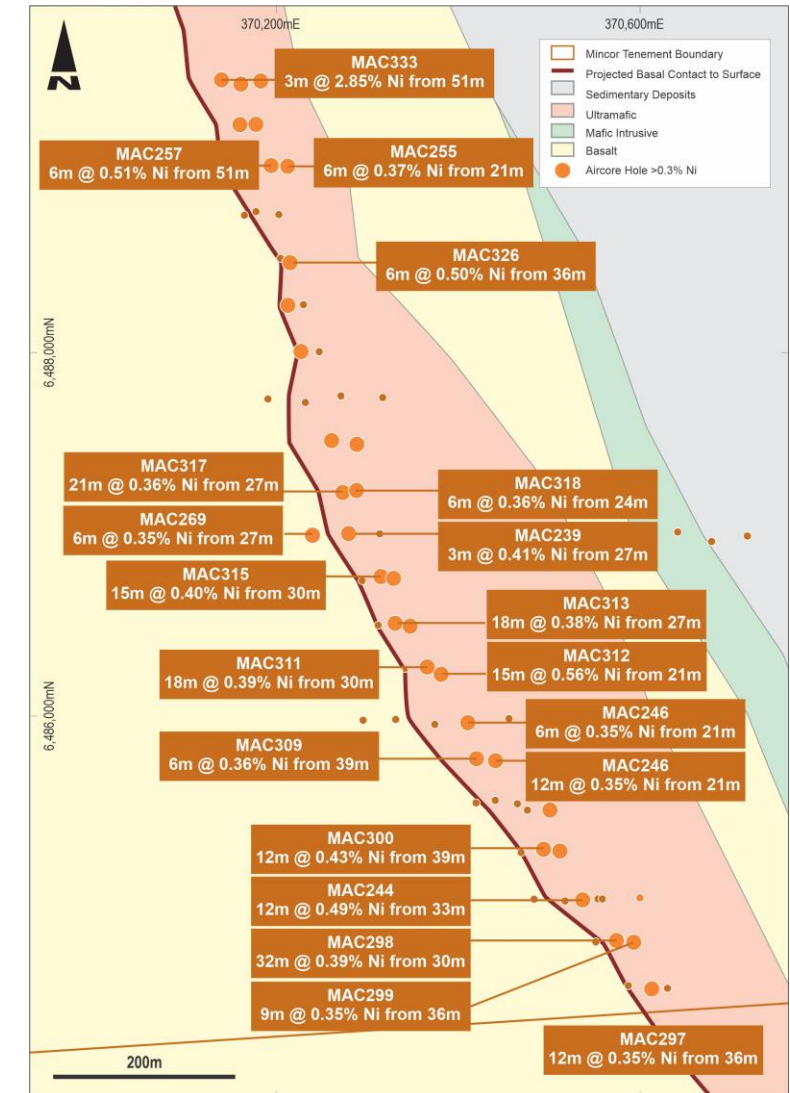 370,200mE
370,600mE
N
MAC333
3m @ 2.85% Ni from 51m
Mincor Tenement Boundary
Projected Basal Contact to Surface
Sedimentary Deposits
Ultramafic
Mafic Intrusive
Basalt
Aircore Hole >0.3% Ni
MAC257
6m @ 0.51% Ni from 51m
MAC255
6m @ 0.37% Ni from 21m
MAC326
6m @ 0.50% Ni from 36m
6,488,000mN
MAC317
21m @ 0.36% Ni from 27m
MAC318
6m @ 0.36% Ni from 24m
MAC269
6m @ 0.35% Ni from 27m
MAC239
3m @ 0.41% Ni from 27m
MAC315
15m @ 0.40% Ni from 30m
MAC313
18m @ 0.38% Ni from 27m
MAC311
18m @ 0.39% Ni from 30m
MAC312
15m @ 0.56% Ni from 21m
6,486,000mN
MAC246
6m @ 0.35% Ni from 21m
MAC309
6m @ 0.36% Ni from 39m
MAC246
12m @ 0.35% Ni from 21m
MAC300
12m @ 0.43% Ni from 39m
MAC244
12m @ 0.49% Ni from 33m
MAC298
32m @ 0.39% Ni from 30m
MAC299
9m @ 0.35% Ni from 36m
MAC297
12m @ 0.35% Ni from 36m
200m